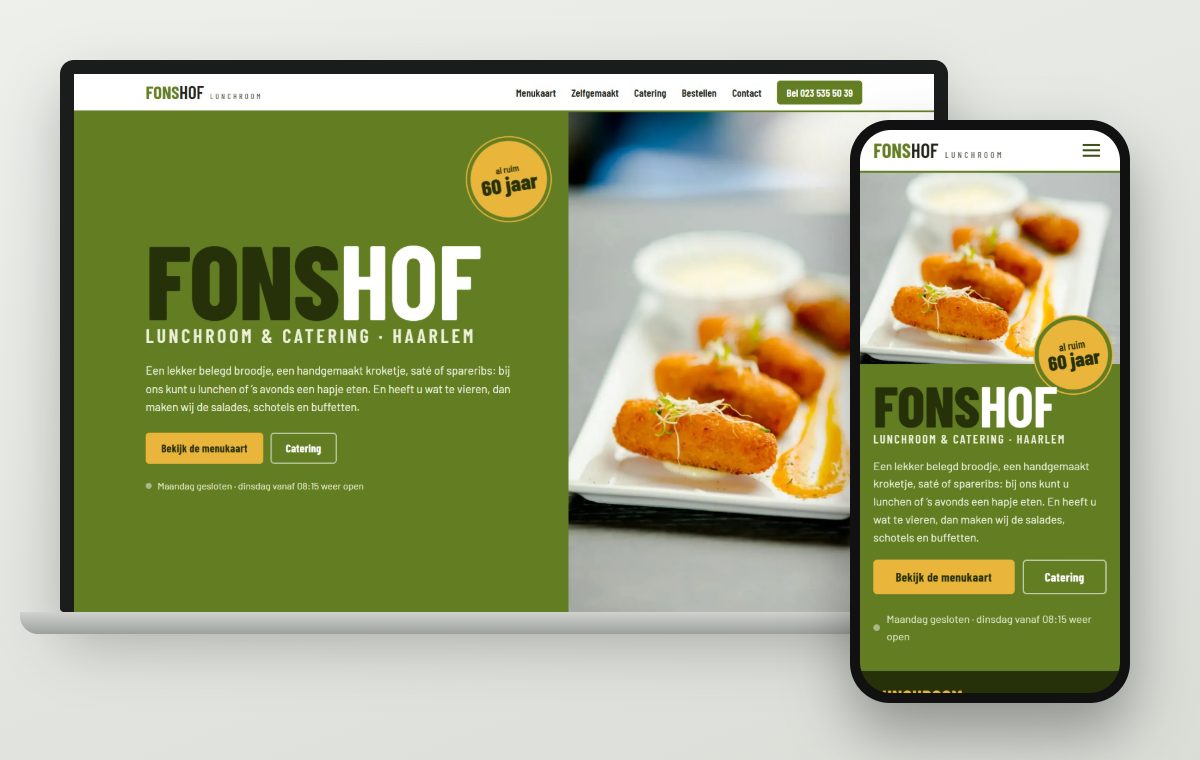 FONSHOF LUNCHROOM
Menukaart Zelfgemaakt Catering Bestellen Contact Bel 023 535 50 39
al ruim
60 jaar
FONSHOF
LUNCHROOM & CATERING · HAARLEM
Een lekker belegd broodje, een handgemaakt kroketje, saté of spareribs: bij
ons kunt u lunchen of 's avonds een hapje eten. En heeft u wat te vieren, dan
maken wij de salades, schotels en buffetten.
Bekijk de menukaart Catering
Maandag gesloten · dinsdag vanaf 08:15 weer open
FONSHOF LUNCHROOM
al ruim
60 jaar
FONSHOF
LUNCHROOM & CATERING · HAARLEM
Een lekker belegd broodje, een handgemaakt
kroketje, saté of spareribs: bij ons kunt u
lunchen of 's avonds een hapje eten. En heeft u
wat te vieren, dan maken wij de salades,
schotels en buffetten.
Bekijk de menukaart Catering
Maandag gesloten · dinsdag vanaf 08:15 weer
open